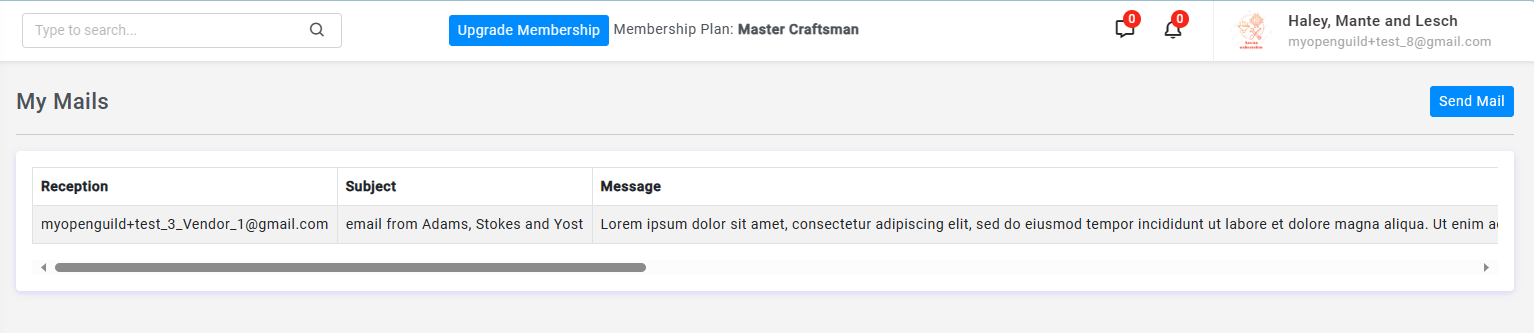 Type to search...
Upgrade Membership Membership Plan: Master Craftsman
0
0
Haley, Mante and Lesch
myopenguild+test_8@gmail.com
My Mails
Send Mail
Reception Subject Message
myopenguild+test_3_Vendor_1@gmail.com email from Adams, Stokes and Yost Lorem ipsum dolor sit amet, consectetur adipiscing elit, sed do eiusmod tempor incididunt ut labore et dolore magna aliqua. Ut enim